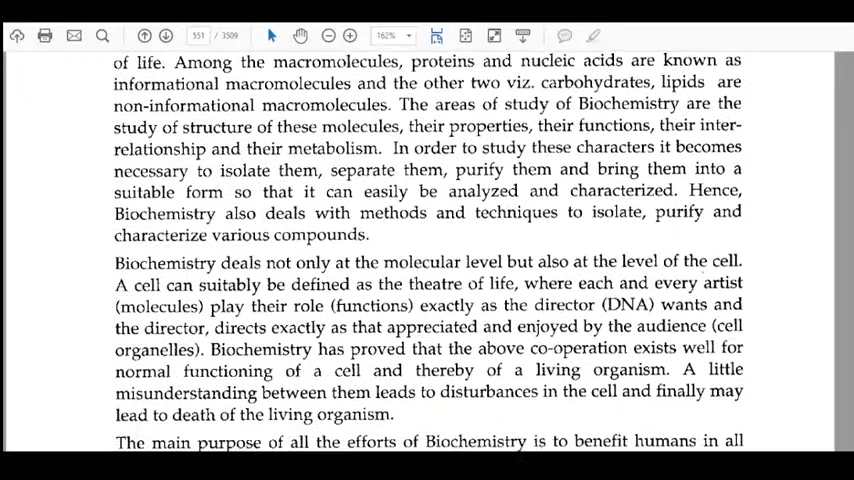 551 / 3509
162%
of life. Among the macromolecules, proteins and nucleic acids are known as
informational macromolecules and the other two viz. carbohydrates, lipids are
non-informational macromolecules. The areas of study of Biochemistry are the
study of structure of these molecules, their properties, their functions, their inter-
relationship and their metabolism. In order to study these characters it becomes
necessary to isolate them, separate them, purify them and bring them into a
suitable form so that it can easily be analyzed and characterized. Hence,
Biochemistry also deals with methods and techniques to isolate, purify and
characterize various compounds.
Biochemistry deals not only at the molecular level but also at the level of the cell.
A cell can suitably be defined as the theatre of life, where each and every artist
(molecules) play their role (functions) exactly as the director (DNA) wants and
the director, directs exactly as that appreciated and enjoyed by the audience (cell
organelles). Biochemistry has proved that the above co-operation exists well for
normal functioning of a cell and thereby of a living organism. A little
misunderstanding between them leads to disturbances in the cell and finally may
lead to death of the living organism.
The main purpose of all the efforts of Biochemistry is to benefit humans in all